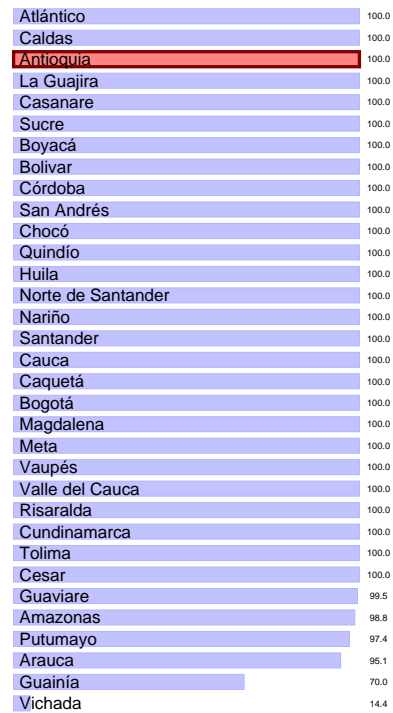 Atlántico 100.0
Caldas 100.0
Antioquia 100.0
La Guajira 100.0
Casanare 100.0
Sucre 100.0
Boyacá 100.0
Bolivar 100.0
Córdoba 100.0
San Andrés 100.0
Chocó 100.0
Quindío 100.0
Huila 100.0
Norte de Santander 100.0
Nariño 100.0
Santander 100.0
Cauca 100.0
Caquetá 100.0
Bogotá 100.0
Magdalena 100.0
Meta 100.0
Vaupés 100.0
Valle del Cauca 100.0
Risaralda 100.0
Cundinamarca 100.0
Tolima 100.0
Cesar 100.0
Guaviare 99.5
Amazonas 98.8
Putumayo 97.4
Arauca 95.1
Guainía 70.0
Vichada 14.4